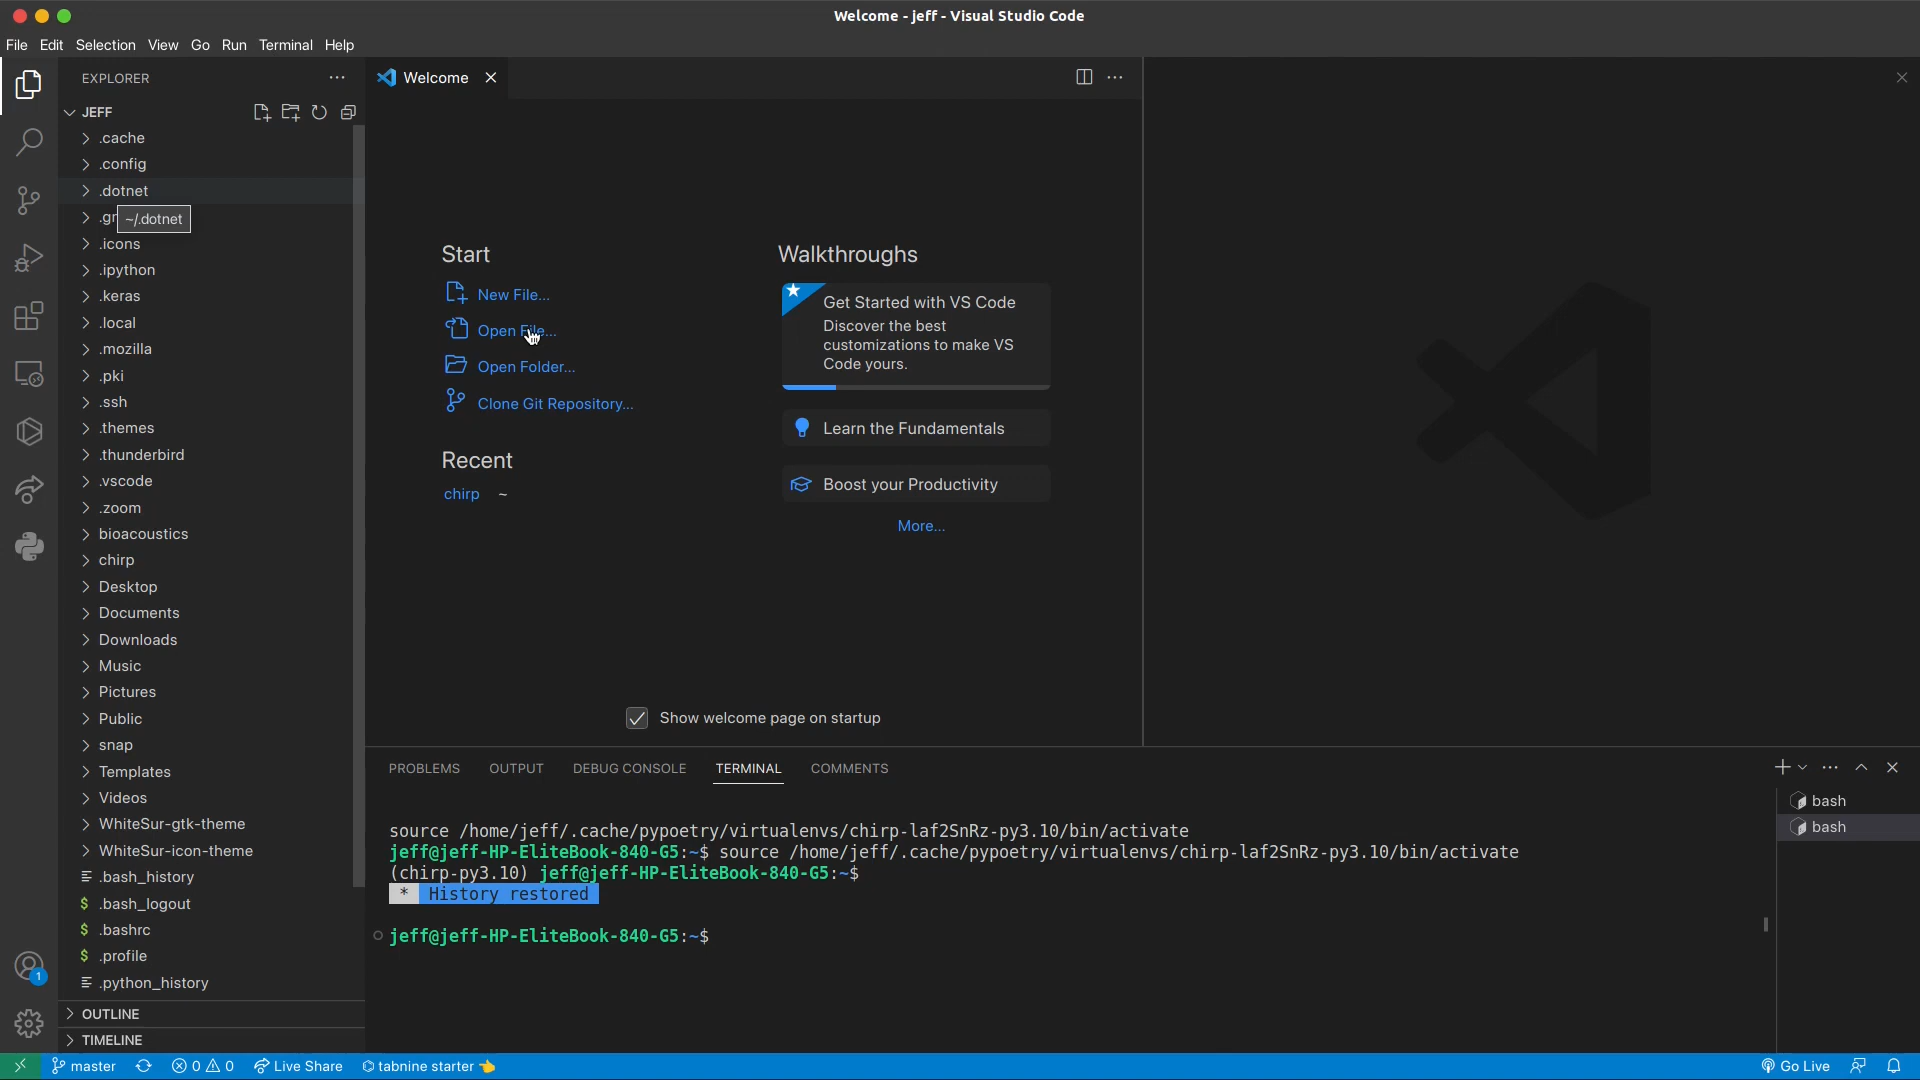 Welcome - jeff - Visual Studio Code
File Edit Selection View Go Run Terminal Help
EXPLORER
JEFF
.cache
.config
.dotnet
.gr
~/.dotnet
.icons
.ipython
.keras
.local
.mozilla
.pki
.ssh
.themes
.thunderbird
.vscode
.zoom
bioacoustics
chirp
Desktop
Documents
Downloads
Music
Pictures
Public
snap
Templates
Videos
WhiteSur-gtk-theme
WhiteSur-icon-theme
.bash_history
$ .bash_logout
$ .bashrc
$ .profile
.python_history
OUTLINE
TIMELINE
1
Welcome
Start
New File...
Open File...
Open Folder...
Clone Git Repository...
Recent
chirp ~
Walkthroughs
Get Started with VS Code
Discover the best
customizations to make VS
Code yours.
Learn the Fundamentals
Boost your Productivity
More...
Show welcome page on startup
PROBLEMS OUTPUT DEBUG CONSOLE TERMINAL COMMENTS
source /home/jeff/.cache/pypoetry/virtualenvs/chirp-laf2SnRz-py3.10/bin/activate
jeff@jeff-HP-EliteBook-840-G5:~$ source /home/jeff/.cache/pypoetry/virtualenvs/chirp-laf2SnRz-py3.10/bin/activate
(chirp-py3.10) jeff@jeff-HP-EliteBook-840-G5:~$
* History restored
jeff@jeff-HP-EliteBook-840-G5:~$
bash
bash
master 0 0 Live Share tabnine starter 👈 Go Live